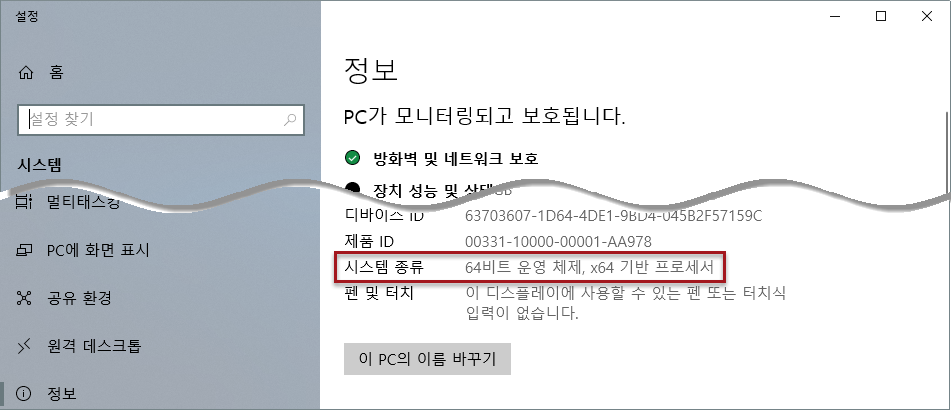 설정
홈
설정 찾기
시스템
멀티태스킹
PC에 화면 표시
공유 환경
원격 데스크톱
정보
정보
PC가 모니터링되고 보호됩니다.
방화벽 및 네트워크 보호
장치 성능 및 상태
디바이스 ID 63703607-1D64-4DE1-9BD4-045B2F57159C
제품 ID 00331-10000-00001-AA978
시스템 종류 64비트 운영 체제, x64 기반 프로세서
펜 및 터치 이 디스플레이에 사용할 수 있는 펜 또는 터치식
입력이 없습니다.
이 PC의 이름 바꾸기